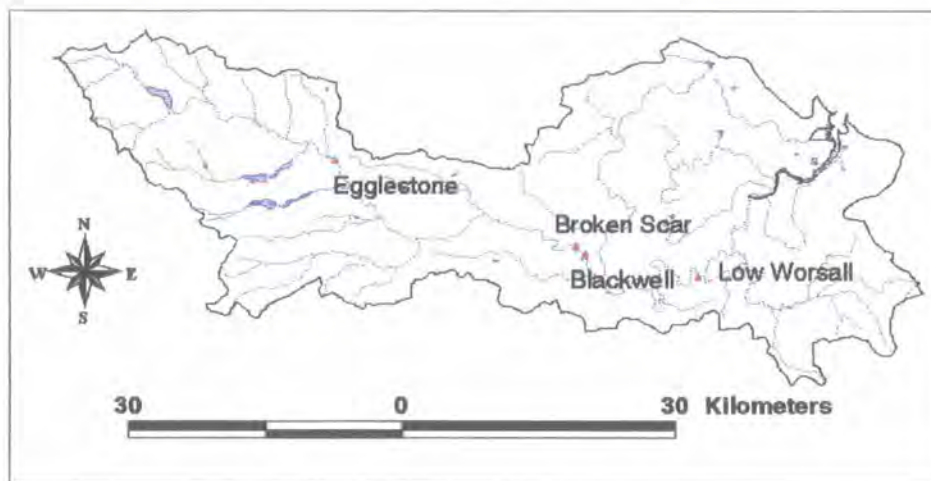 Egglestone
Broken Scar
Blackwell
Low Worsall
N
W E
S
30 0 30 Kilometers